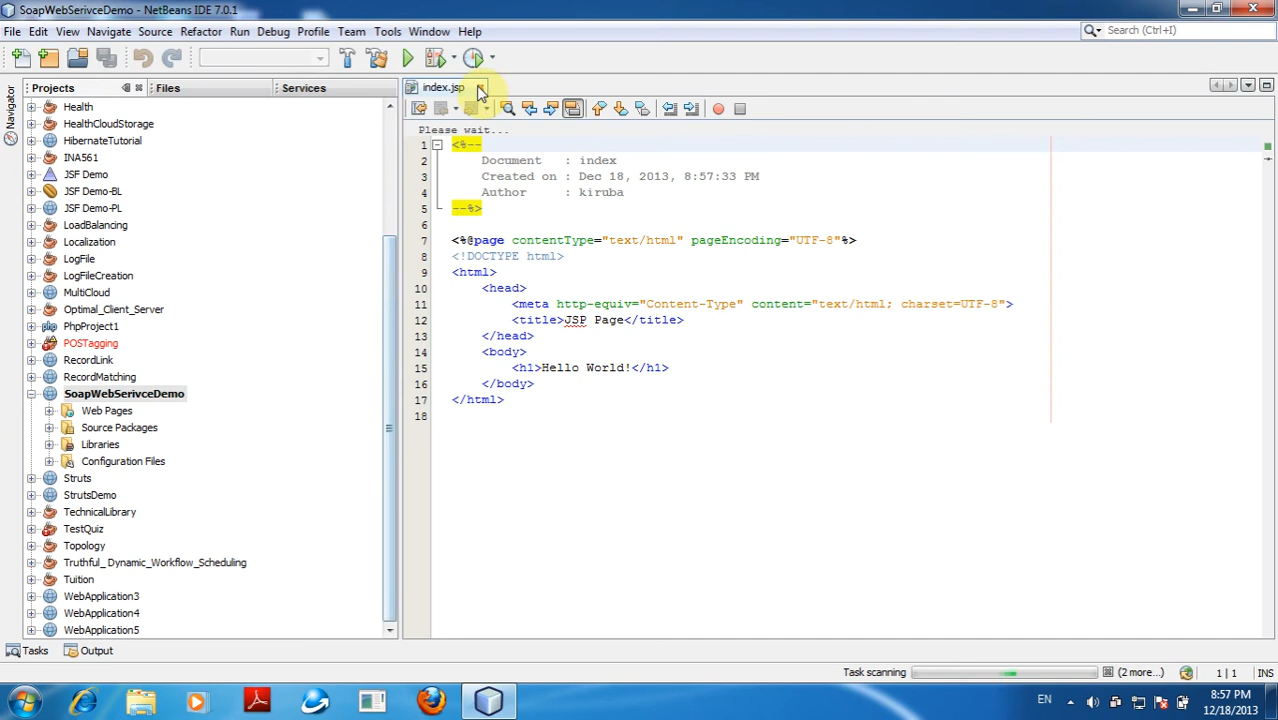 SoapWebSerivceDemo - NetBeans IDE 7.0.1
File Edit View Navigate Source Refactor Run Debug Profile Team Tools Window Help
Search (Ctrl+I)
Projects Files Services
index.jsp
Navigator
Please wait...
Health
HealthCloudStorage
HibernateTutorial
INA561
JSF Demo
JSF Demo-BL
JSF Demo-PL
LoadBalancing
Localization
LogFile
LogFileCreation
MultiCloud
Optimal_Client_Server
PhpProject1
POSTagging
RecordLink
RecordMatching
SoapWebSerivceDemo
Web Pages
Source Packages
Libraries
Configuration Files
Struts
StrutsDemo
TechnicalLibrary
TestQuiz
Topology
Truthful_ Dynamic_Workflow_Scheduling
Tuition
WebApplication3
WebApplication4
WebApplication5
1 <%--
2 Document : index
3 Created on : Dec 18, 2013, 8:57:33 PM
4 Author : kiruba
5 --%>
6
7 <%@page contentType="text/html" pageEncoding="UTF-8"%>
8 <!DOCTYPE html>
9 <html>
10 <head>
11 <meta http-equiv="Content-Type" content="text/html; charset=UTF-8">
12 <title>JSP Page</title>
13 </head>
14 <body>
15 <h1>Hello World!</h1>
16 </body>
17 </html>
18
Tasks Output
Task scanning (2 more...) 1 | 1 INS
EN 8:57 PM
12/18/2013